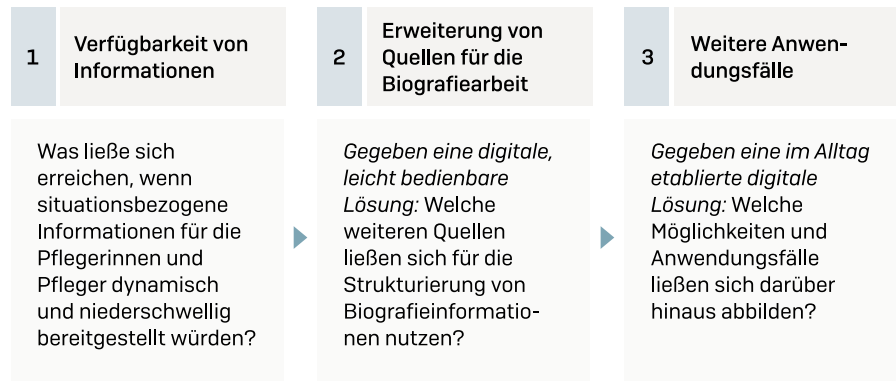 1
Verfügbarkeit von
Informationen
Was ließe sich
erreichen, wenn
situationsbezogene
Informationen für die
Pflegerinnen und
Pfleger dynamisch
und niederschwellig
bereitgestellt würden?
2
Erweiterung von
Quellen für die
Biografiearbeit
Gegeben eine digitale,
leicht bedienbare
Lösung: Welche
weiteren Quellen
ließen sich für die
Strukturierung von
Biografieinformatio-
nen nutzen?
3
Weitere Anwen-
dungsfälle
Gegeben eine im Alltag
etablierte digitale
Lösung: Welche
Möglichkeiten und
Anwendungsfälle
ließen sich darüber
hinaus abbilden?